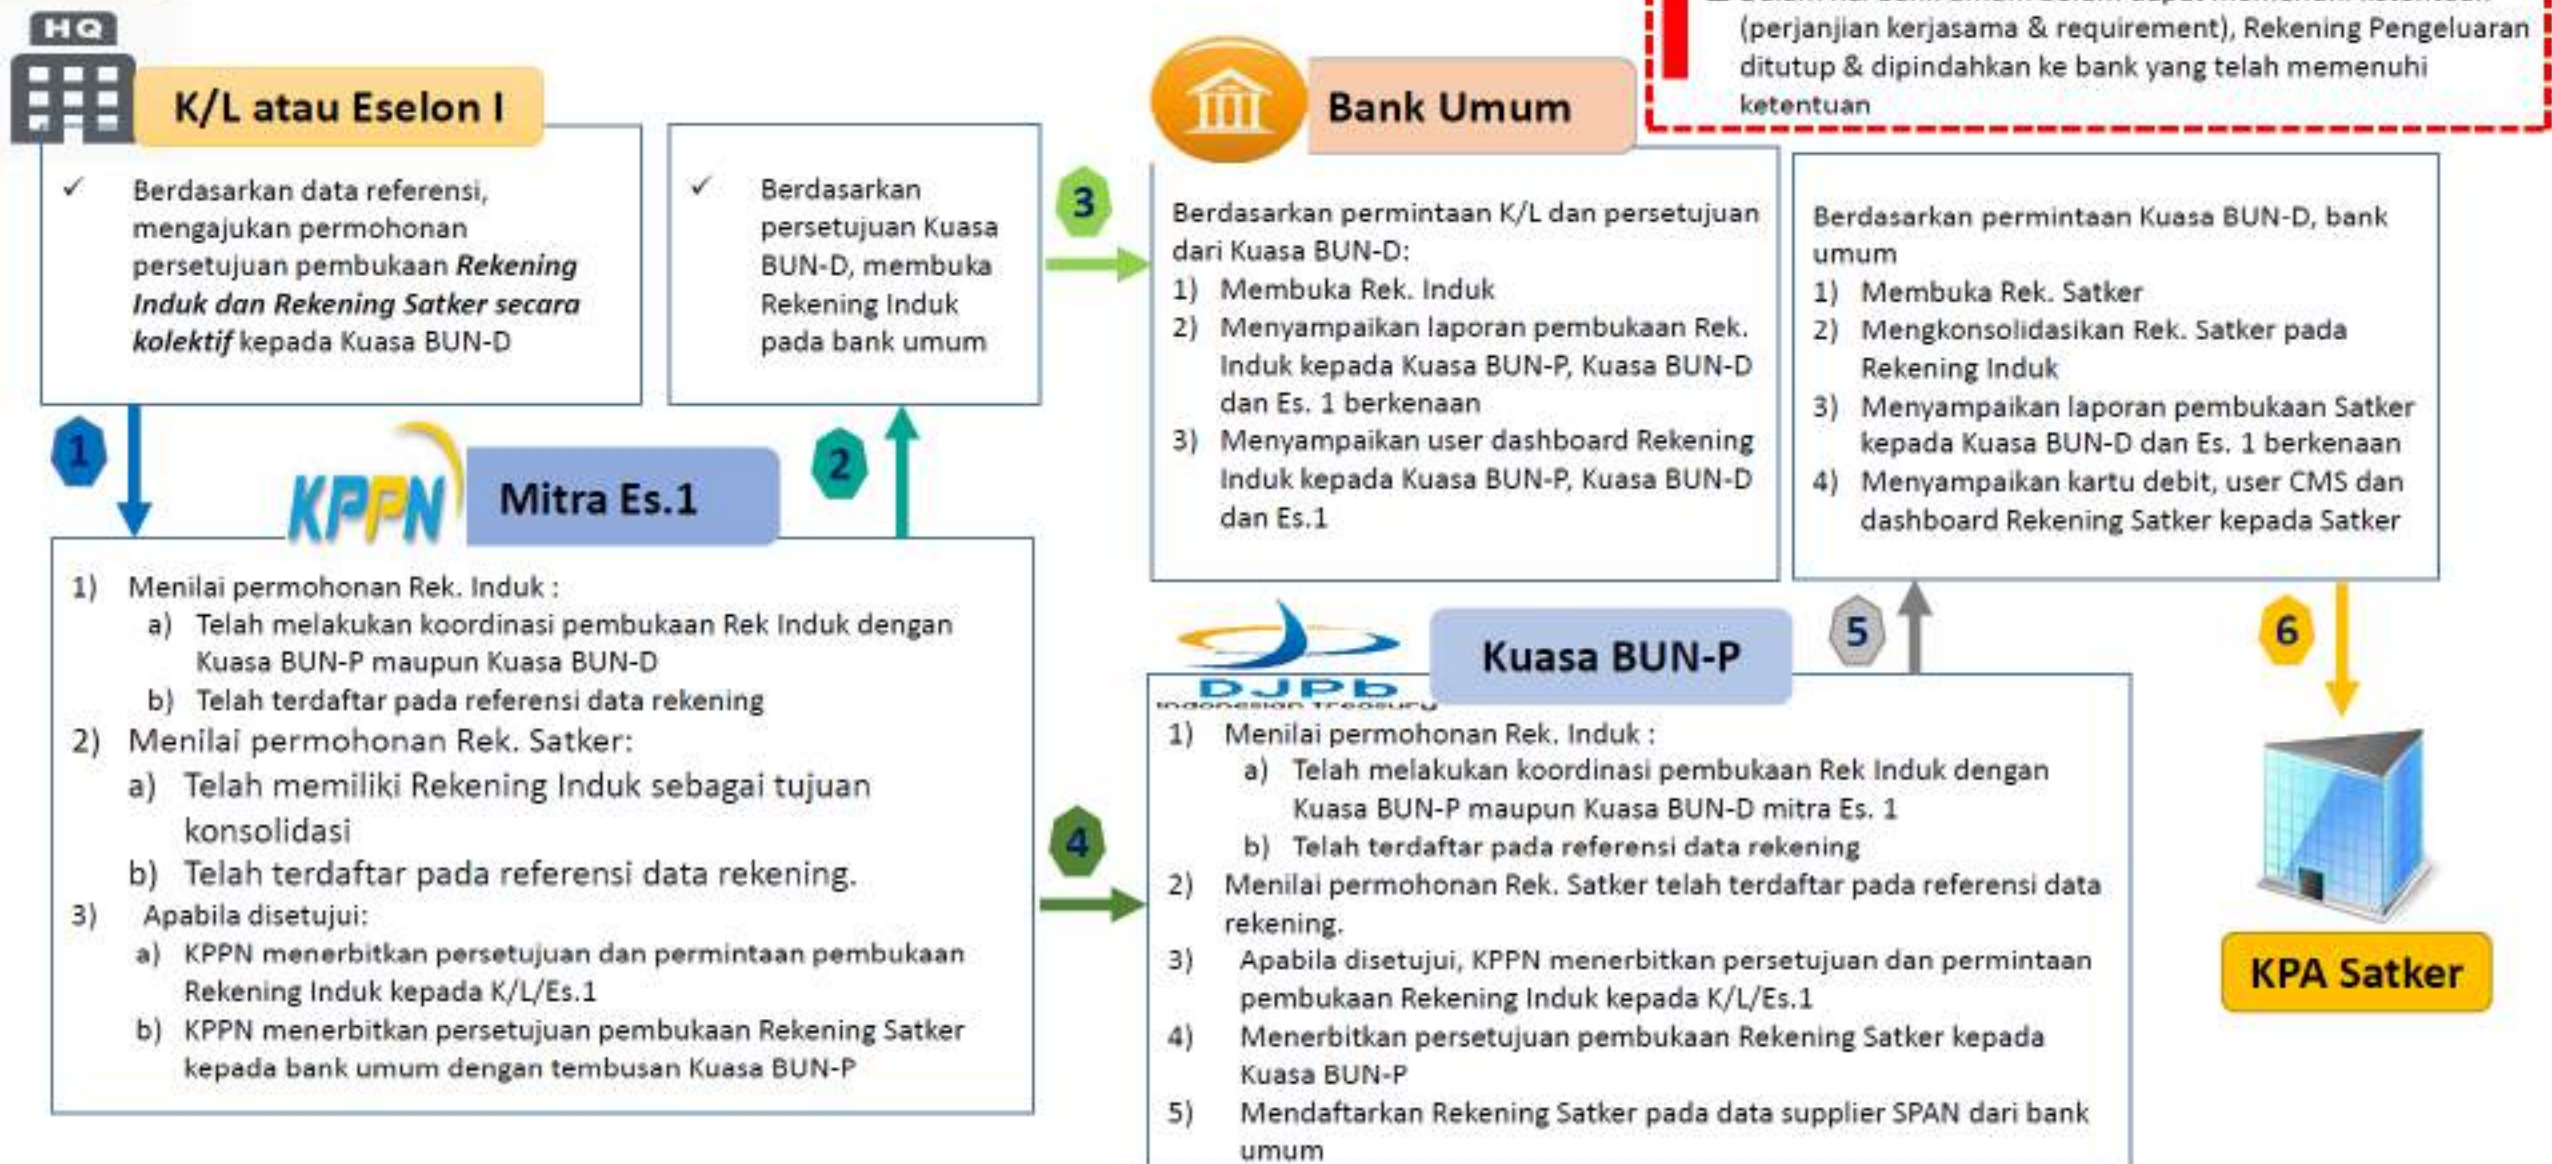 HQ
K/L atau Eselon I
✓ Berdasarkan data referensi,
mengajukan permohonan
persetujuan pembukaan Rekening
Induk dan Rekening Satker secara
kolektif kepada Kuasa BUN-D
✓ Berdasarkan
persetujuan Kuasa
BUN-D, membuka
Rekening Induk
pada bank umum
1
2
3
KPPN
Mitra Es.1
1) Menilai permohonan Rek. Induk :
a) Telah melakukan koordinasi pembukaan Rek Induk dengan
Kuasa BUN-P maupun Kuasa BUN-D
b) Telah terdaftar pada referensi data rekening
2) Menilai permohonan Rek. Satker:
a) Telah memiliki Rekening Induk sebagai tujuan
konsolidasi
b) Telah terdaftar pada referensi data rekening.
3) Apabila disetujui:
a) KPPN menerbitkan persetujuan dan permintaan pembukaan
Rekening Induk kepada K/L/Es.1
b) KPPN menerbitkan persetujuan pembukaan Rekening Satker
kepada bank umum dengan tembusan Kuasa BUN-P
4
(perjanjian kerjasama & requirement), Rekening Pengeluaran
ditutup & dipindahkan ke bank yang telah memenuhi
ketentuan
Bank Umum
Berdasarkan permintaan K/L dan persetujuan
dari Kuasa BUN-D:
1) Membuka Rek. Induk
2) Menyampaikan laporan pembukaan Rek.
Induk kepada Kuasa BUN-P, Kuasa BUN-D
dan Es. 1 berkenaan
3) Menyampaikan user dashboard Rekening
Induk kepada Kuasa BUN-P, Kuasa BUN-D
dan Es.1
Berdasarkan permintaan Kuasa BUN-D, bank
umum
1) Membuka Rek. Satker
2) Mengkonsolidasikan Rek. Satker pada
Rekening Induk
3) Menyampaikan laporan pembukaan Satker
kepada Kuasa BUN-D dan Es. 1 berkenaan
4) Menyampaikan kartu debit, user CMS dan
dashboard Rekening Satker kepada Satker
5
6
DJPb
Indonesian Treasury
Kuasa BUN-P
1) Menilai permohonan Rek. Induk :
a) Telah melakukan koordinasi pembukaan Rek Induk dengan
Kuasa BUN-P maupun Kuasa BUN-D mitra Es. 1
b) Telah terdaftar pada referensi data rekening
2) Menilai permohonan Rek. Satker telah terdaftar pada referensi data
rekening.
3) Apabila disetujui, KPPN menerbitkan persetujuan dan permintaan
pembukaan Rekening Induk kepada K/L/Es.1
4) Menerbitkan persetujuan pembukaan Rekening Satker kepada
Kuasa BUN-P
5) Mendaftarkan Rekening Satker pada data supplier SPAN dari bank
umum
KPA Satker